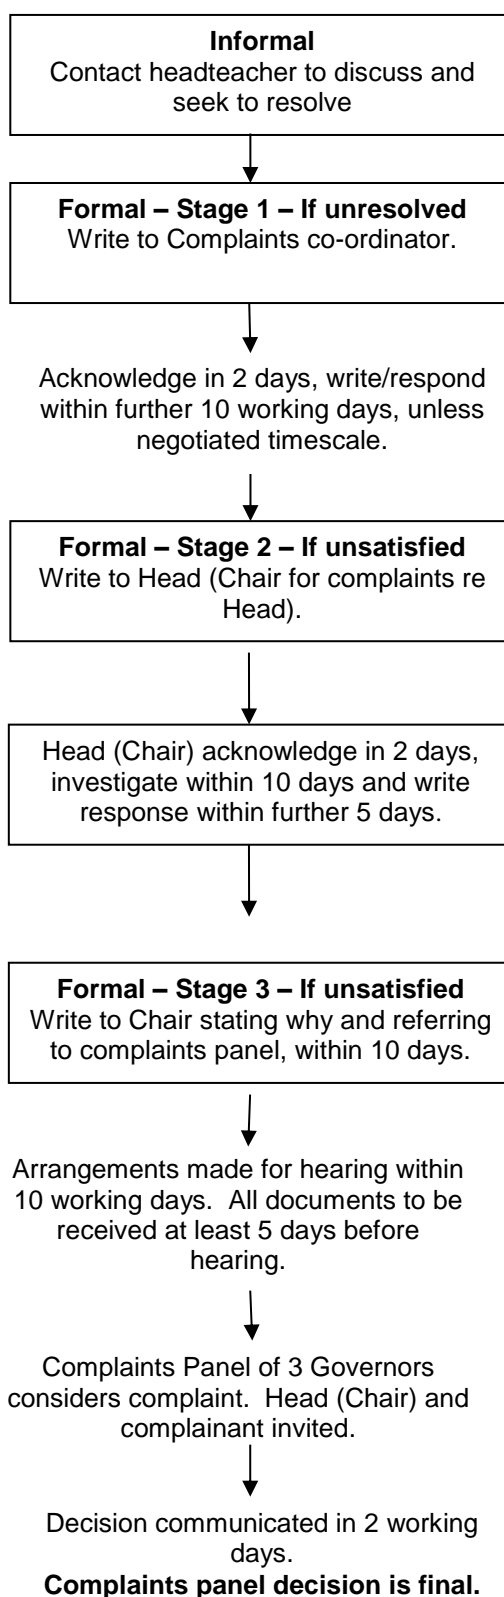 Informal
Contact headteacher to discuss and
seek to resolve
Formal – Stage 1 – If unresolved
Write to Complaints co-ordinator.
Acknowledge in 2 days, write/respond
within further 10 working days, unless
negotiated timescale.
Formal – Stage 2 – If unsatisfied
Write to Head (Chair for complaints re
Head).
Head (Chair) acknowledge in 2 days,
investigate within 10 days and write
response within further 5 days.
Formal – Stage 3 – If unsatisfied
Write to Chair stating why and referring
to complaints panel, within 10 days.
Arrangements made for hearing within
10 working days.  All documents to be
received at least 5 days before
hearing.
Complaints Panel of 3 Governors
considers complaint.  Head (Chair) and
complainant invited.
Decision communicated in 2 working
days.
Complaints panel decision is final.